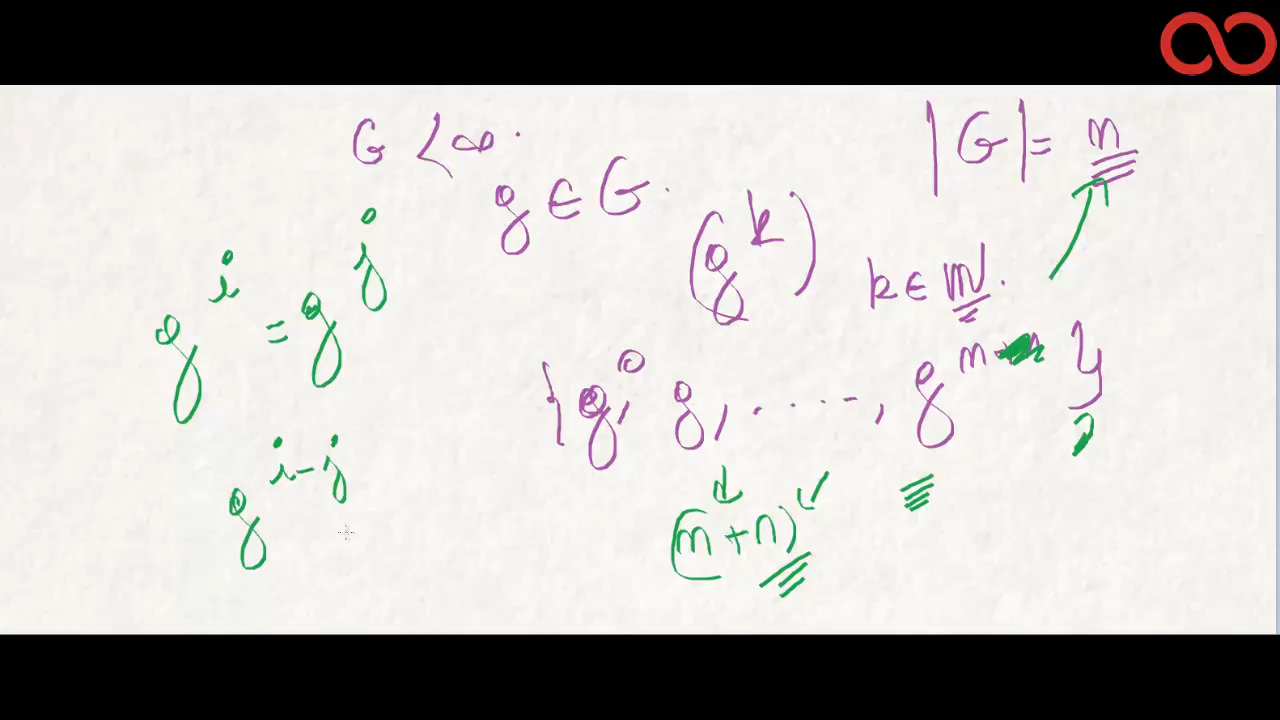 G < ∞.
|G| = n
g ∈ G.
(g^k)
k ∈ ℕ.
g^i = g^j
{g^0, g, ....., g^n }
g^{i-j}
(n+1)